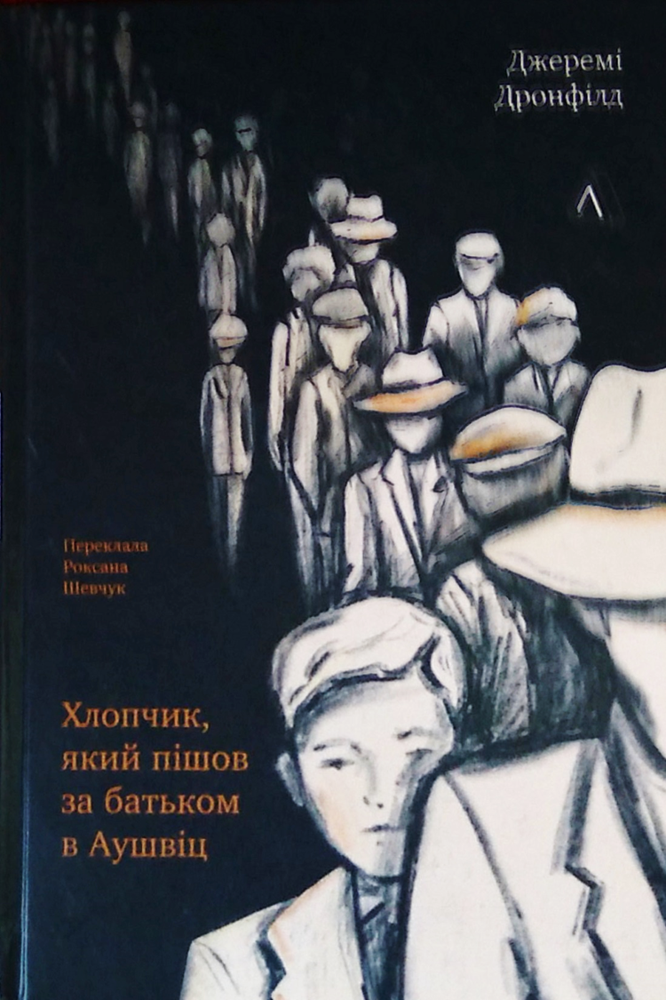 Джеремі
Дронфілд
Переклала
Роксана
Шевчук
Хлопчик,
який пішов
за батьком
в Аушвіц